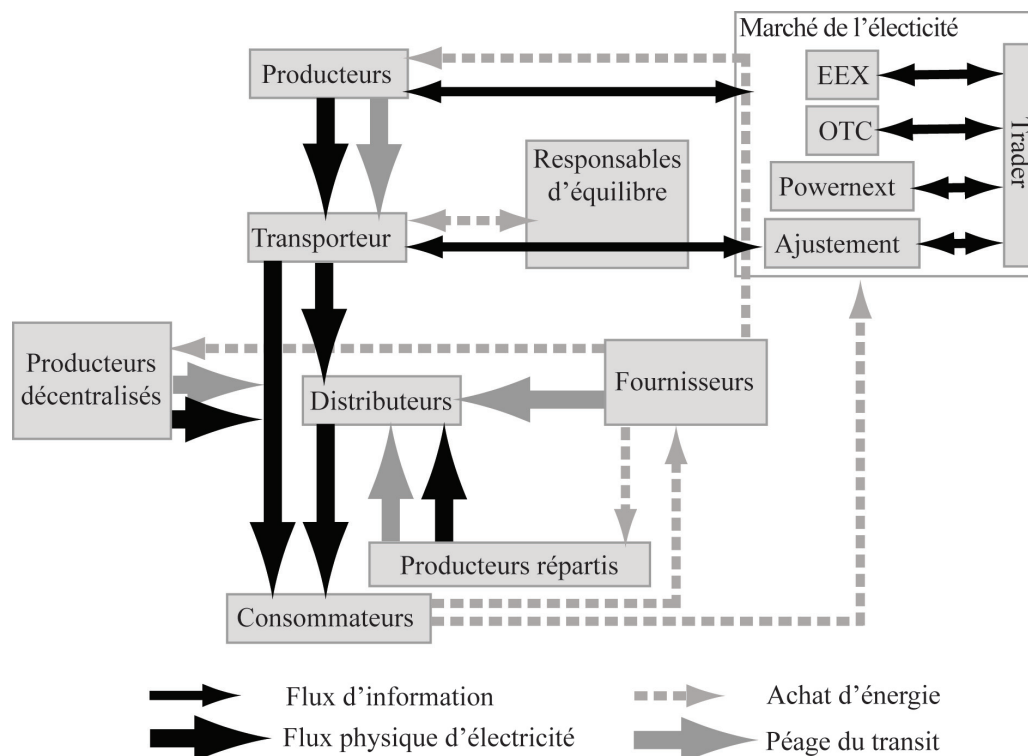 Marché de l'électicité
Producteurs
EEX
OTC
Trader
Responsables
d'équilibre
Powernext
Transporteur
Ajustement
Producteurs
décentralisés
Fournisseurs
Distributeurs
Producteurs répartis
Consommateurs
Flux d'information
Achat d'énergie
Flux physique d'électricité
Péage du transit